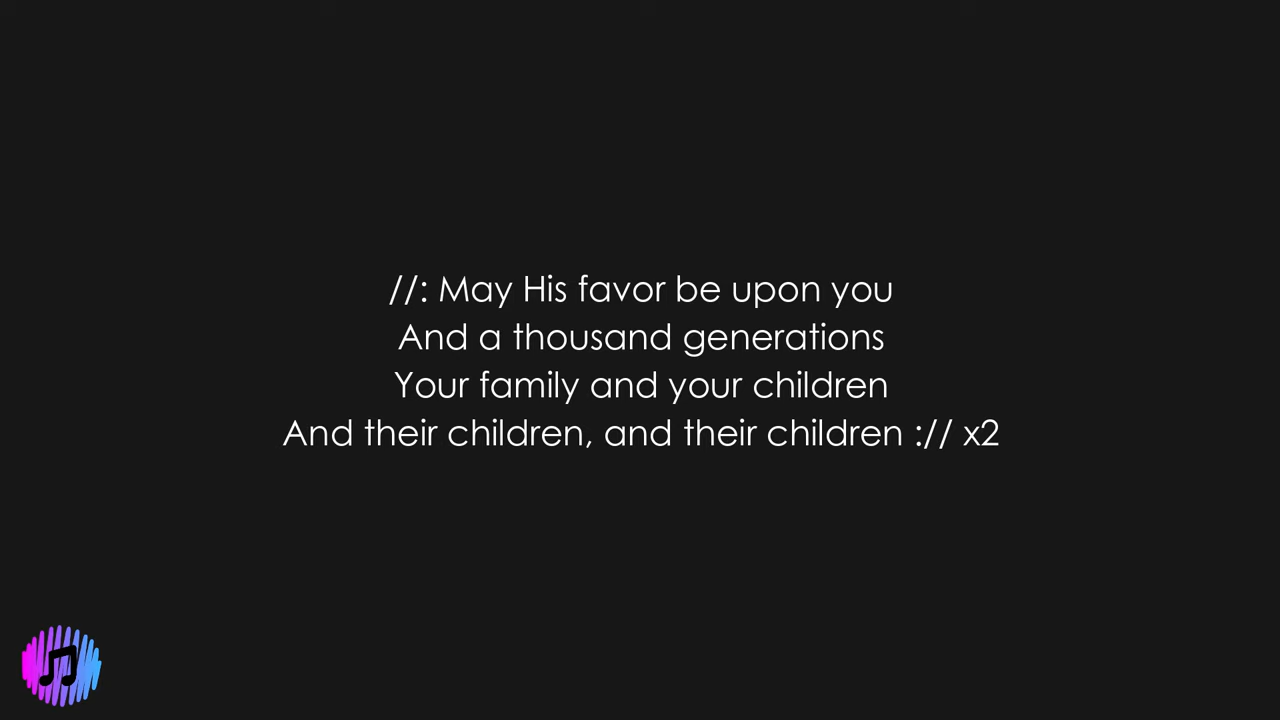 //: May His favor be upon you
And a thousand generations
Your family and your children
And their children, and their children :// x2